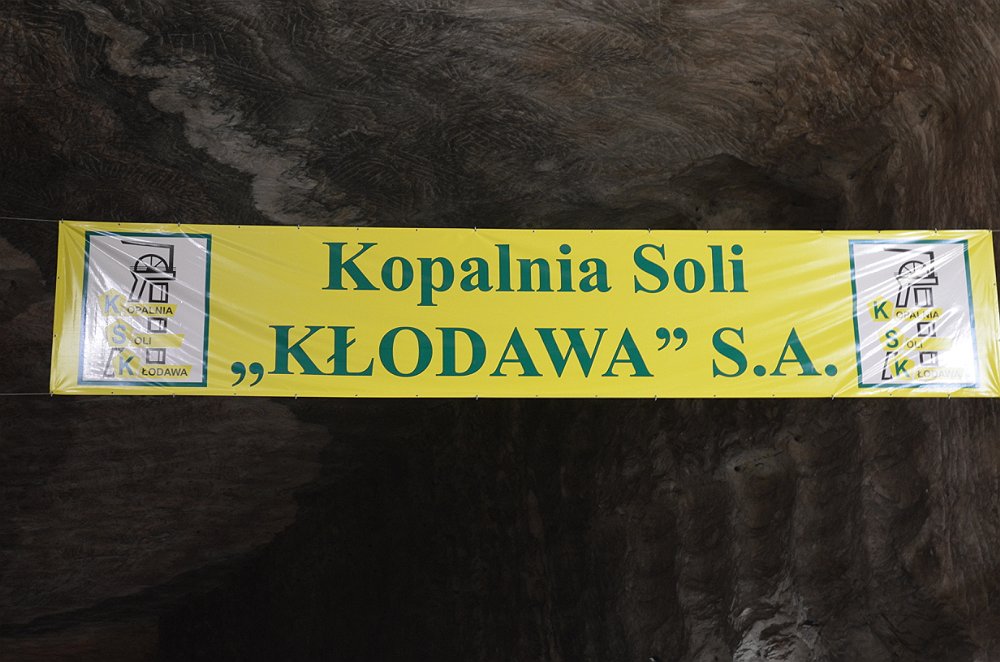 Kopalnia Soli
„KŁODAWA” S.A.
KOPALNIA
SOLI
KŁODAWA
KOPALNIA
SOLI
KŁODAWA